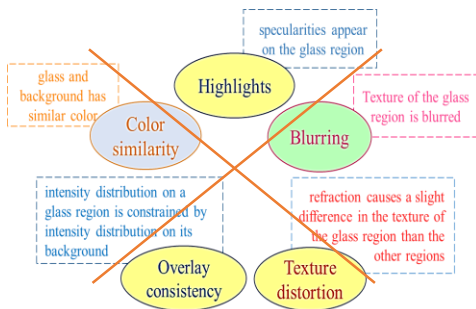 specularities appear
on the glass region
glass and
background has
similar color
Highlights
Texture of the glass
region is blurred
Color
similarity
Blurring
intensity distribution on a
glass region is constrained by
intensity distribution on its
background
refraction causes a slight
difference in the texture of
the glass region than the
other regions
Overlay
consistency
Texture
distortion